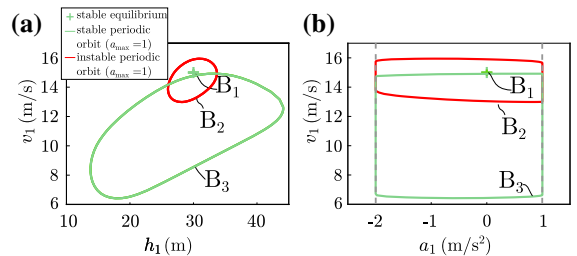 (a)
stable equilibrium
stable periodic
orbit (a_max =1)
instable periodic
orbit (a_max =1)
v₁ (m/s)
16
14
12
10
8
6
10
20
30
40
h₁ (m)
B₁
B₂
B₃
(b)
v₁ (m/s)
16
14
12
10
8
6
-2
-1
0
1
a₁ (m/s²)
B₁
B₂
B₃